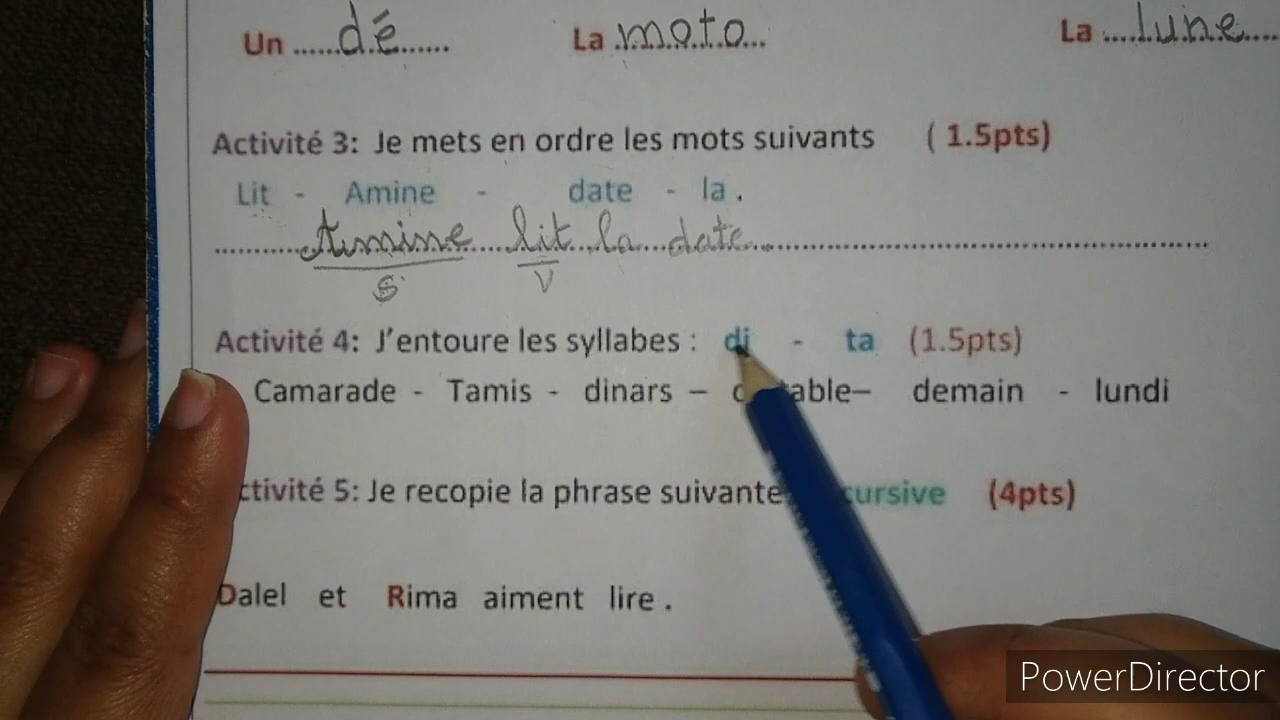 Un ......dé...... La moto... La ....lune....
Activité 3: Je mets en ordre les mots suivants ( 1.5pts)
Lit - Amine - date - la .
Amine lit la date
S V
Activité 4: J'entoure les syllabes : di - ta (1.5pts)
Camarade - Tamis - dinars – table– demain - lundi
ctivité 5: Je recopie la phrase suivante cursive (4pts)
Dalel et Rima aiment lire .
PowerDirector